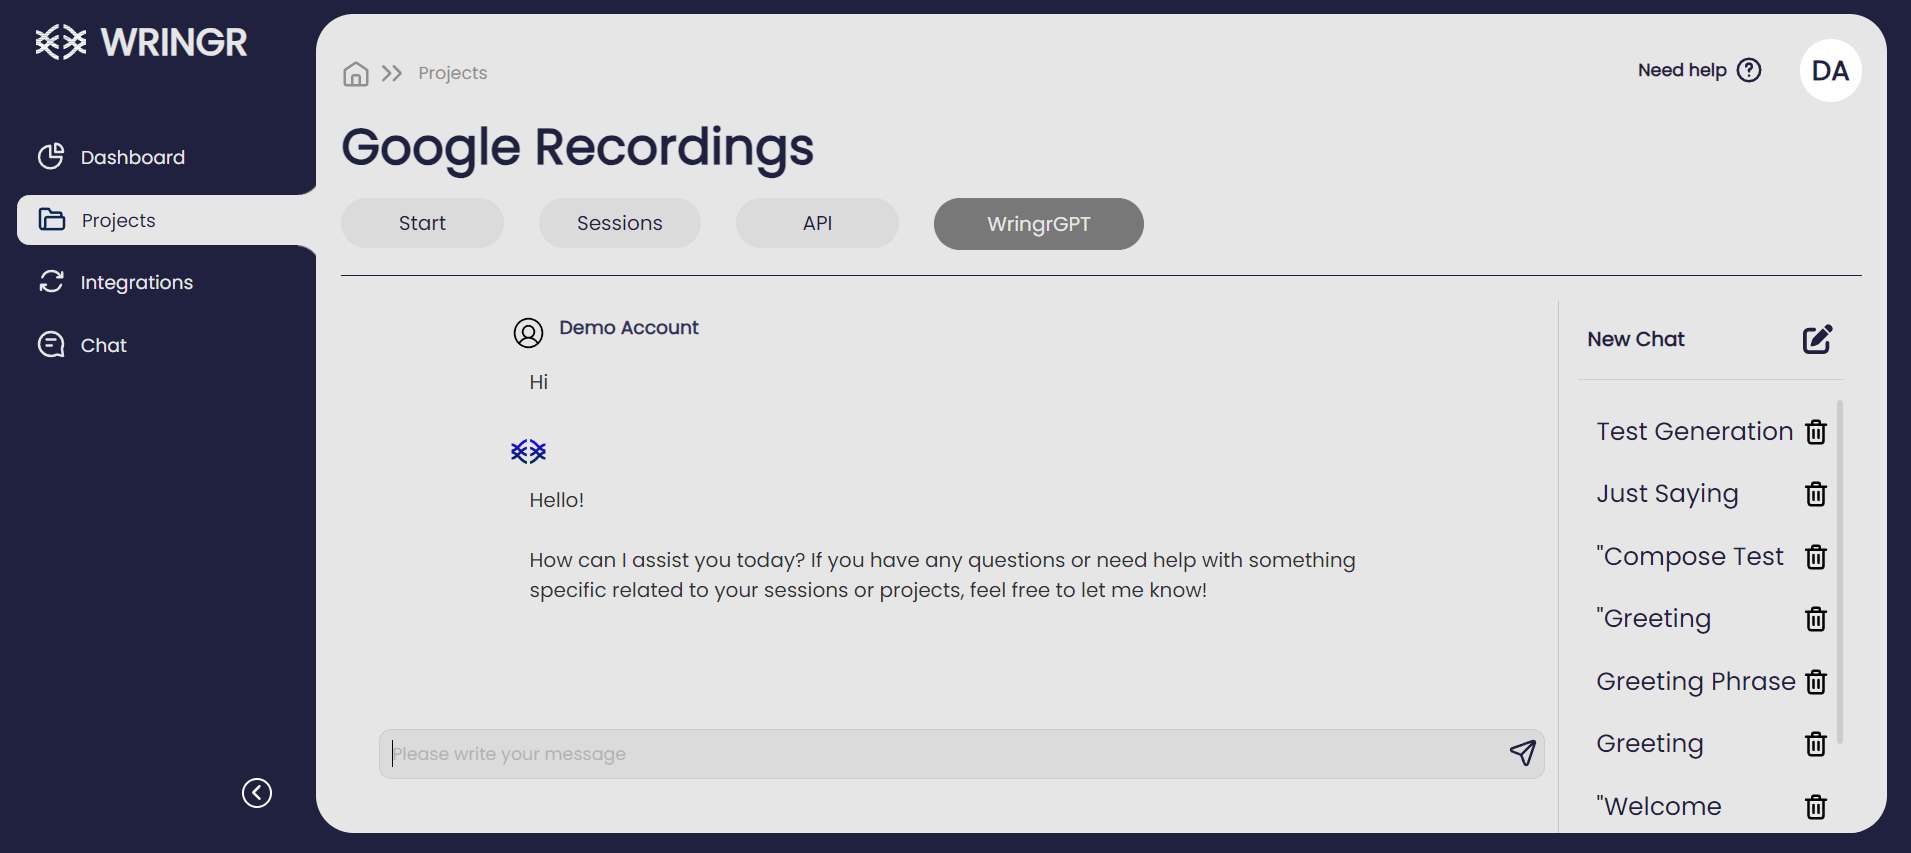 WRINGR
Dashboard
Projects
Integrations
Chat
Projects
Need help ?
DA
Google Recordings
Start
Sessions
API
WringrGPT
Demo Account
Hi
Hello!
How can I assist you today? If you have any questions or need help with something
specific related to your sessions or projects, feel free to let me know!
Please write your message
New Chat
Test Generation
Just Saying
"Compose Test
"Greeting
Greeting Phrase
Greeting
"Welcome